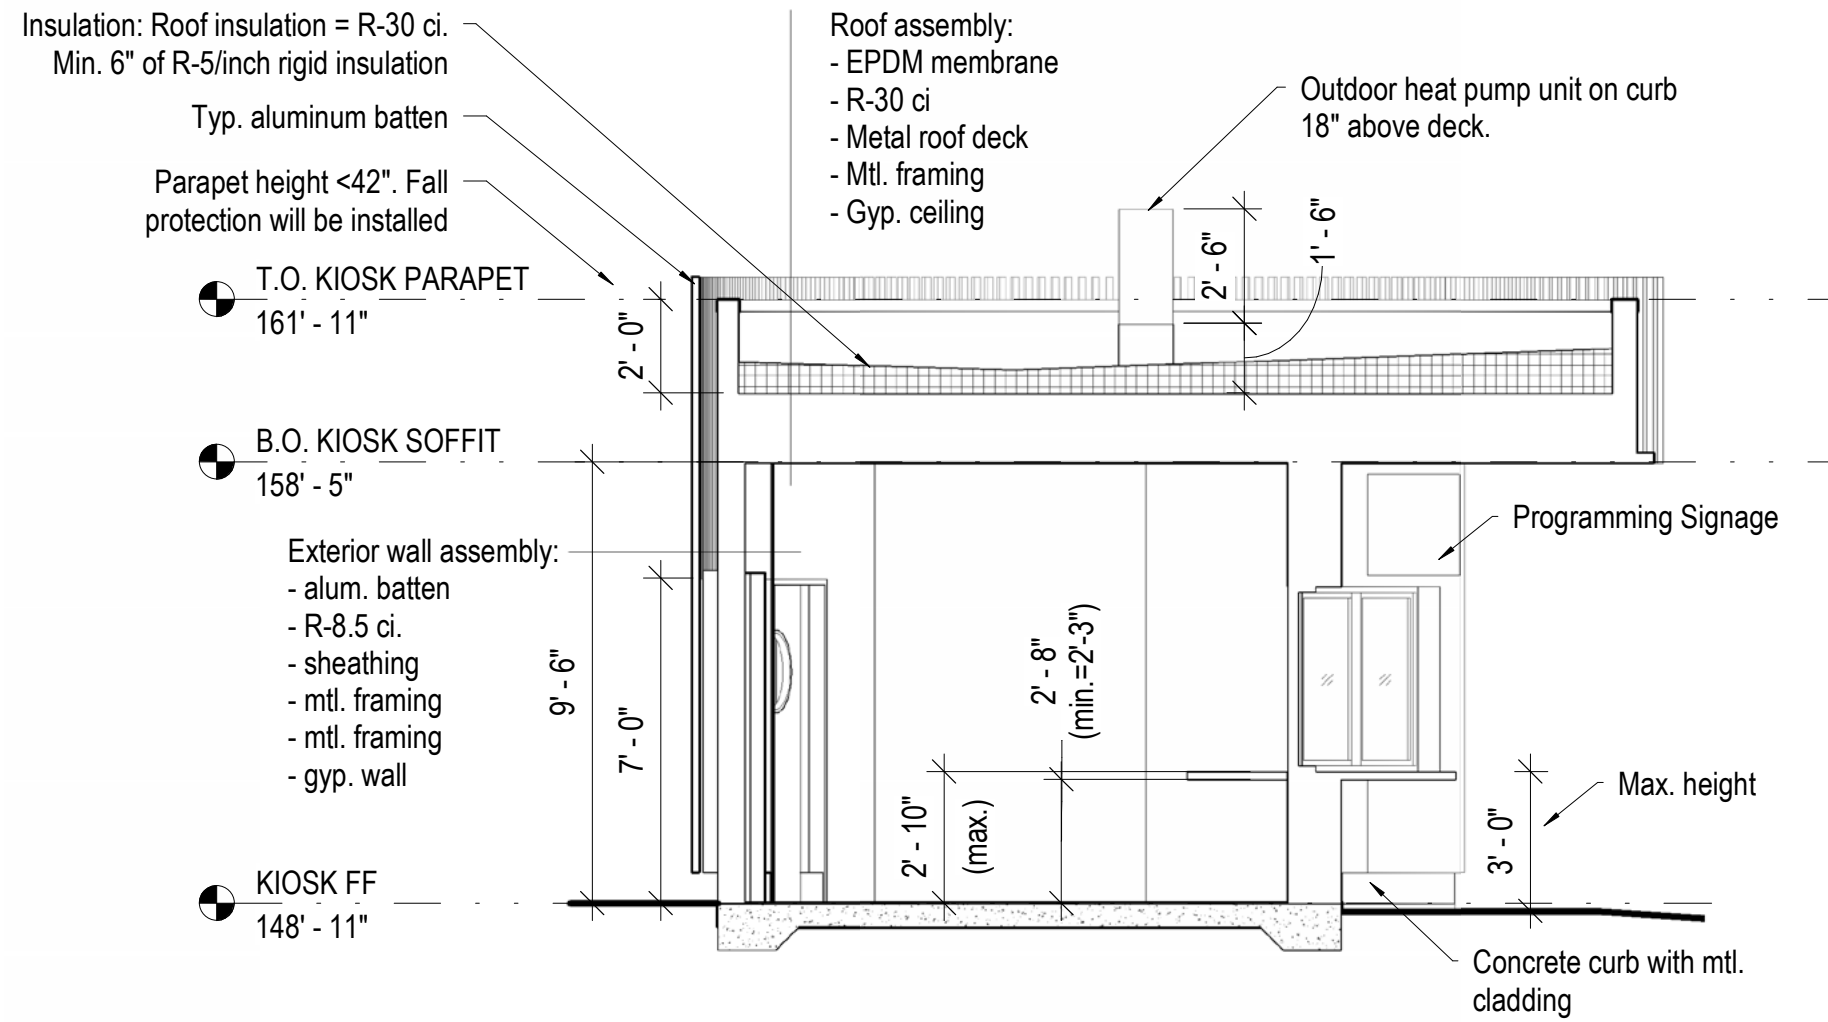 Insulation: Roof insulation = R-30 ci.
Min. 6" of R-5/inch rigid insulation
Typ. aluminum batten
Parapet height <42". Fall
protection will be installed
Roof assembly:
- EPDM membrane
- R-30 ci
- Metal roof deck
- Mtl. framing
- Gyp. ceiling
Outdoor heat pump unit on curb
18" above deck.
T.O. KIOSK PARAPET
161' - 11"
2' - 0"
2' - 6"
1' - 6"
B.O. KIOSK SOFFIT
158' - 5"
Programming Signage
Exterior wall assembly:
- alum. batten
- R-8.5 ci.
- sheathing
- mtl. framing
- mtl. framing
- gyp. wall
9' - 6"
7' - 0"
2' - 8"
(min.=2'-3")
2' - 10"
(max.)
Max. height
3' - 0"
KIOSK FF
148' - 11"
Concrete curb with mtl.
cladding